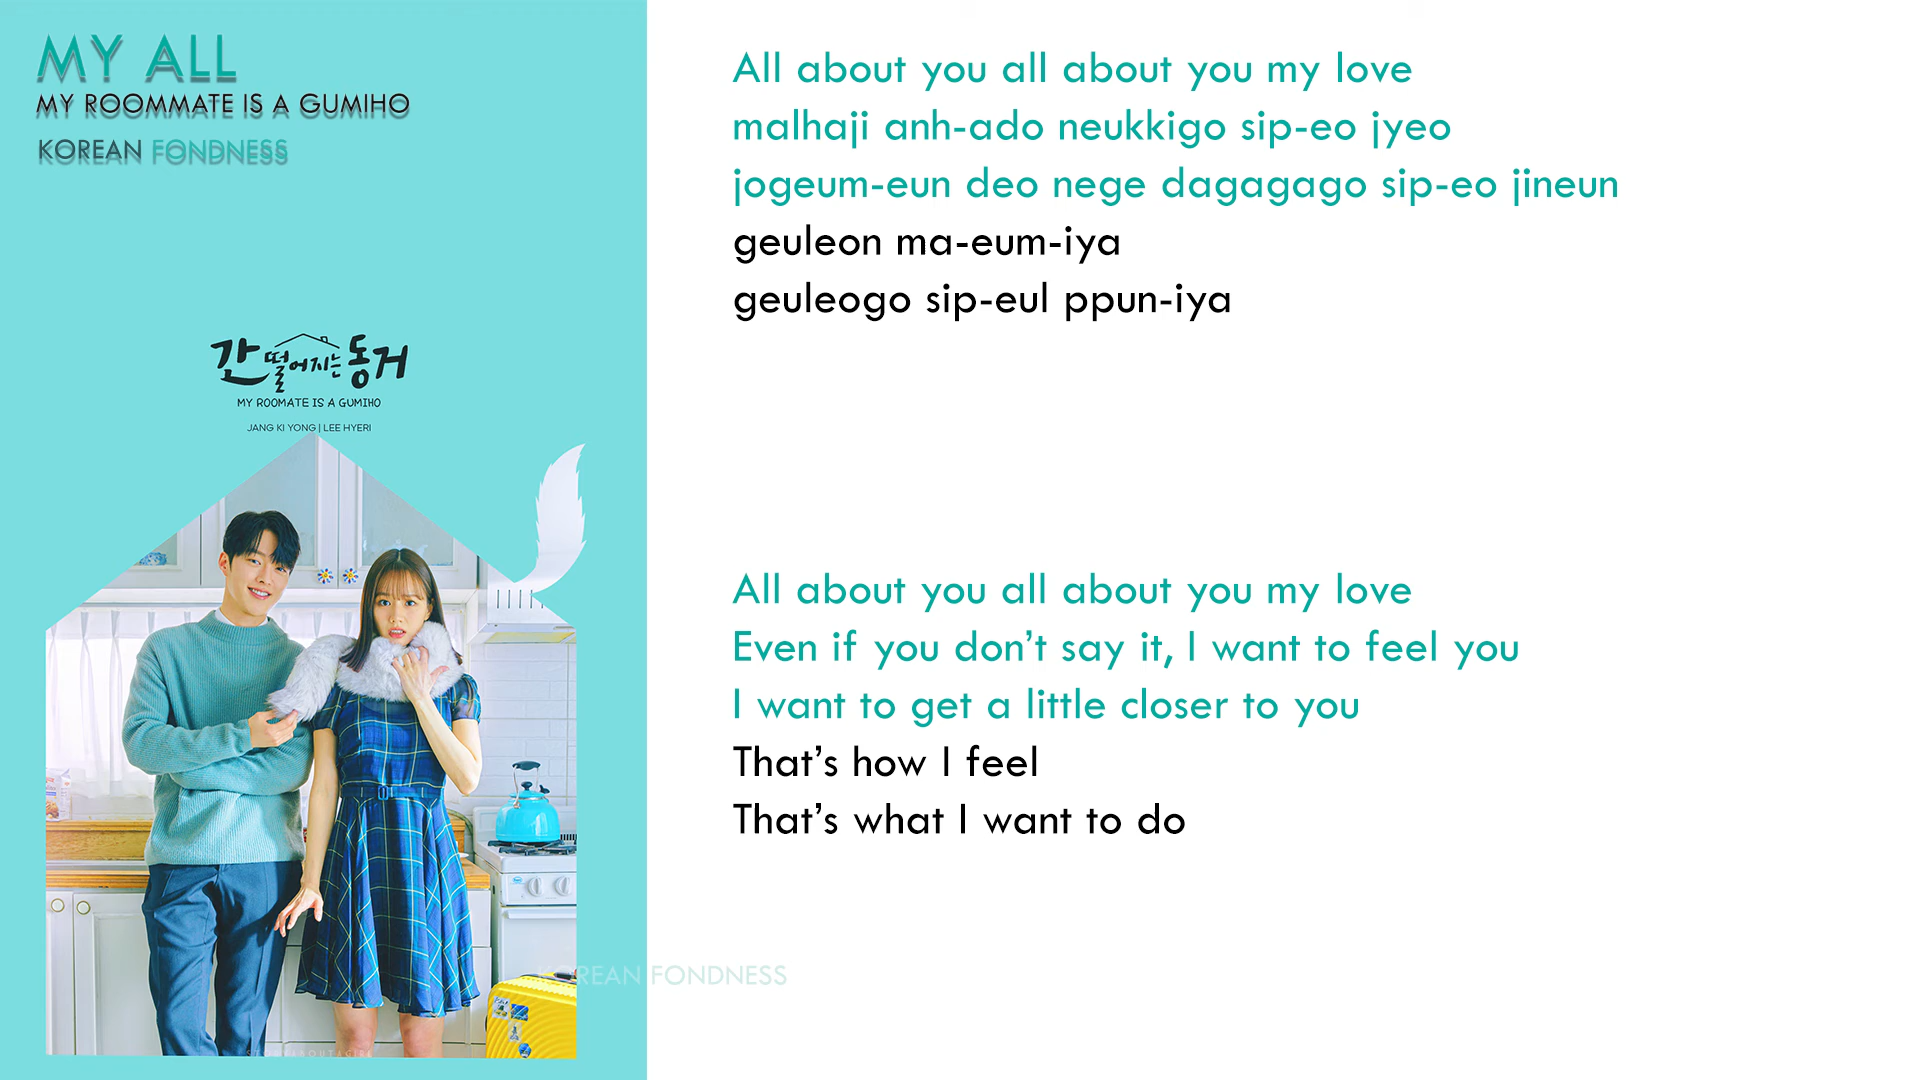 MY ALL
MY ROOMMATE IS A GUMIHO
KOREAN FONDNESS
간 떨어지는 동거
MY ROOMATE IS A GUMIHO
JANG KI YONG | LEE HYERI
All about you all about you my love
malhaji anh-ado neukkigo sip-eo jyeo
jogeum-eun deo nege dagagago sip-eo jineun
geuleon ma-eum-iya
geuleogo sip-eul ppun-iya
All about you all about you my love
Even if you don’t say it, I want to feel you
I want to get a little closer to you
That’s how I feel
That’s what I want to do
KOREAN FONDNESS